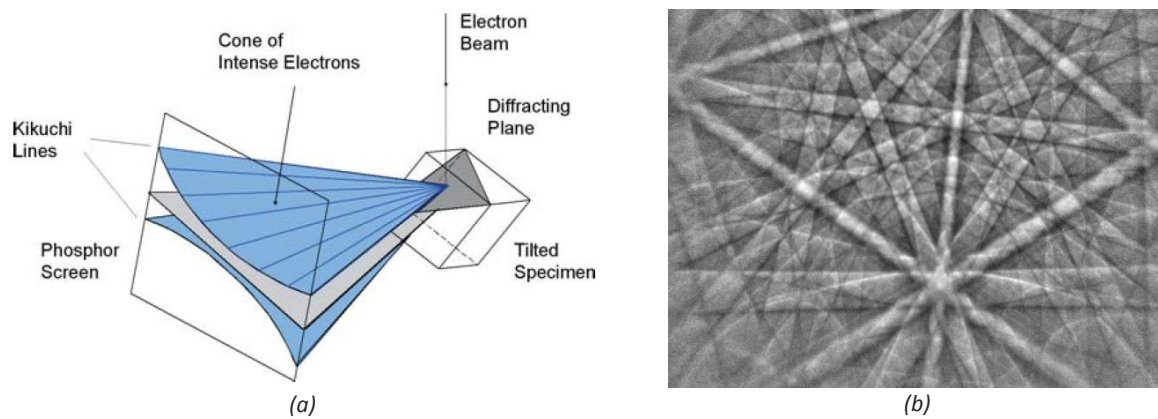 Electron
Beam
Cone of
Intense Electrons
Diffracting
Plane
Kikuchi
Lines
Phosphor
Screen
Tilted
Specimen
(a)
(b)